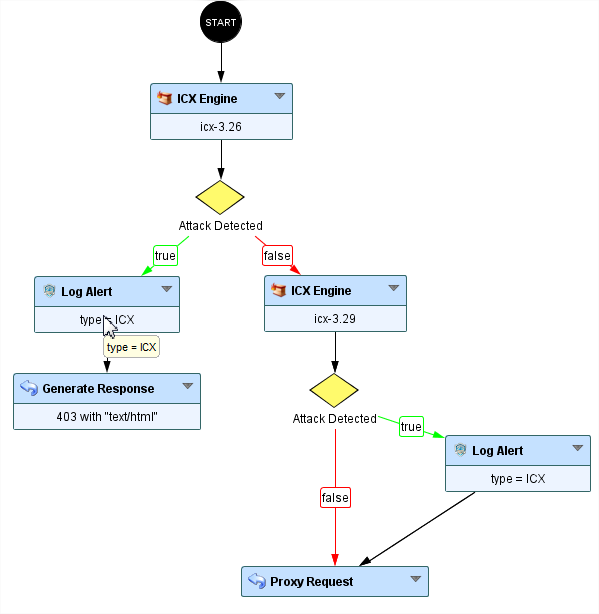 START
ICX Engine
icx-3.26
Attack Detected
true
false
Log Alert
type = ICX
type = ICX
Generate Response
403 with "text/html"
ICX Engine
icx-3.29
Attack Detected
true
false
Log Alert
type = ICX
Proxy Request